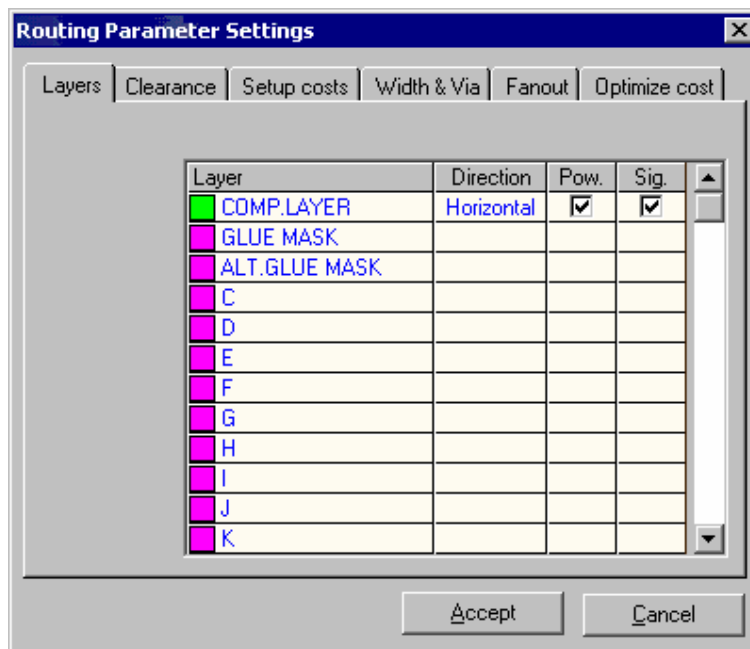 Routing Parameter Settings
Layers Clearance Setup costs Width & Via Fanout Optimize cost
Layer Direction Pow. Sig.
COMP.LAYER Horizontal
GLUE MASK
ALT.GLUE MASK
C
D
E
F
G
H
I
J
K
Accept Cancel